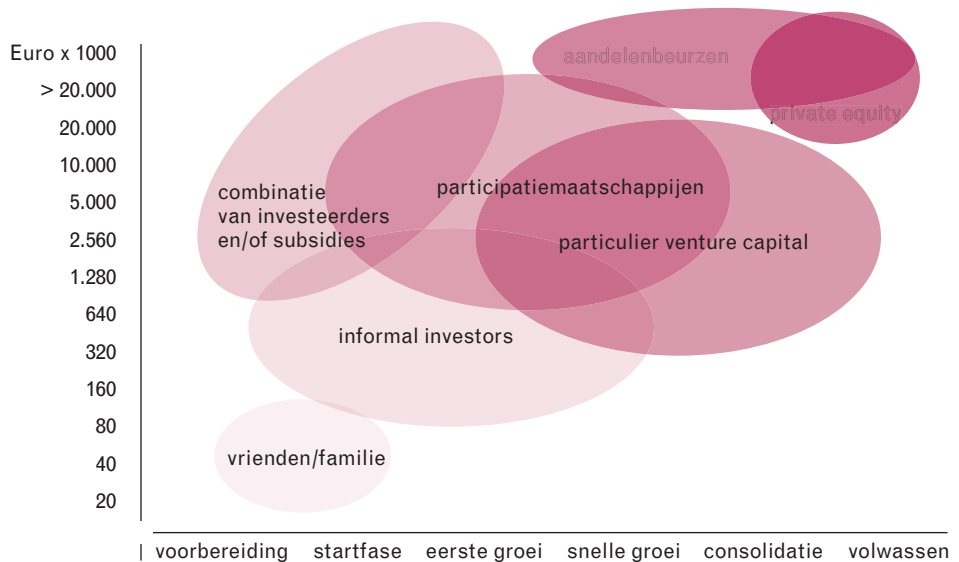 Euro x 1000
> 20.000
20.000
10.000
5.000
2.560
1.280
640
320
160
80
40
20
aandelenbeurzen
private equity
combinatie
van investeerders
en/of subsidies
participatiemaatschappijen
particulier venture capital
informal investors
vrienden/familie
voorbereiding startfase eerste groei snelle groei consolidatie volwassen